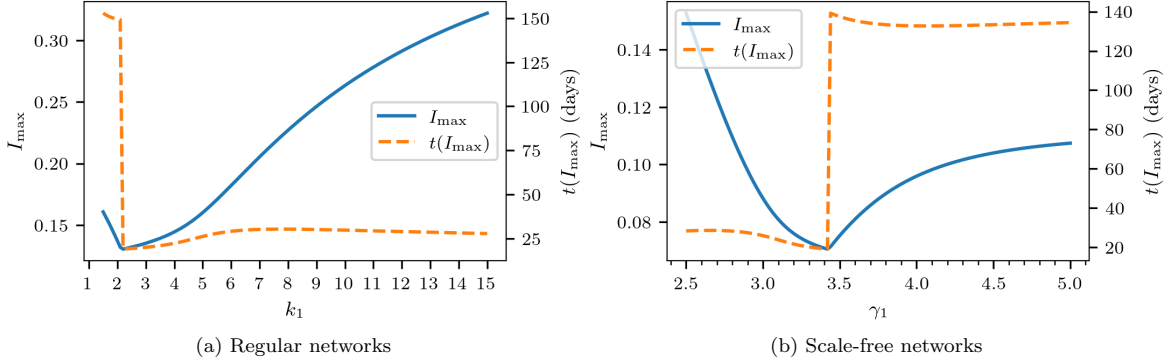 0.30
0.25
0.20
0.15
I_max
150
125
100
75
50
25
t(I_max) (days)
I_max
t(I_max)
1 2 3 4 5 6 7 8 9 10 11 12 13 14 15
k_1
(a) Regular networks
0.14
0.12
0.10
0.08
I_max
140
120
100
80
60
40
20
t(I_max) (days)
I_max
t(I_max)
2.5 3.0 3.5 4.0 4.5 5.0
γ_1
(b) Scale-free networks